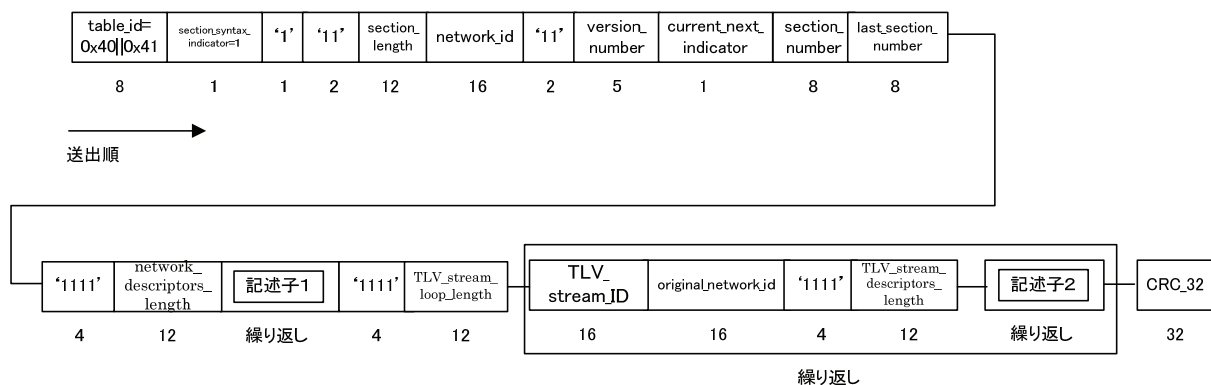 table_id=
0x40||0x41
section_syntax_
indicator=1
‘1’
‘11’
section_
length
network_id
‘11’
version_
number
current_next_
indicator
section_
number
last_section_
number
8
1
1
2
12
16
2
5
1
8
8
送出順
‘1111’
network_
descriptors_
length
記述子1
‘1111’
TLV_stream_
loop_length
TLV_
stream_ID
original_network_id
‘1111’
TLV_stream_
descriptors_
length
記述子2
CRC_32
4
12
繰り返し
4
12
16
16
4
12
繰り返し
32
繰り返し